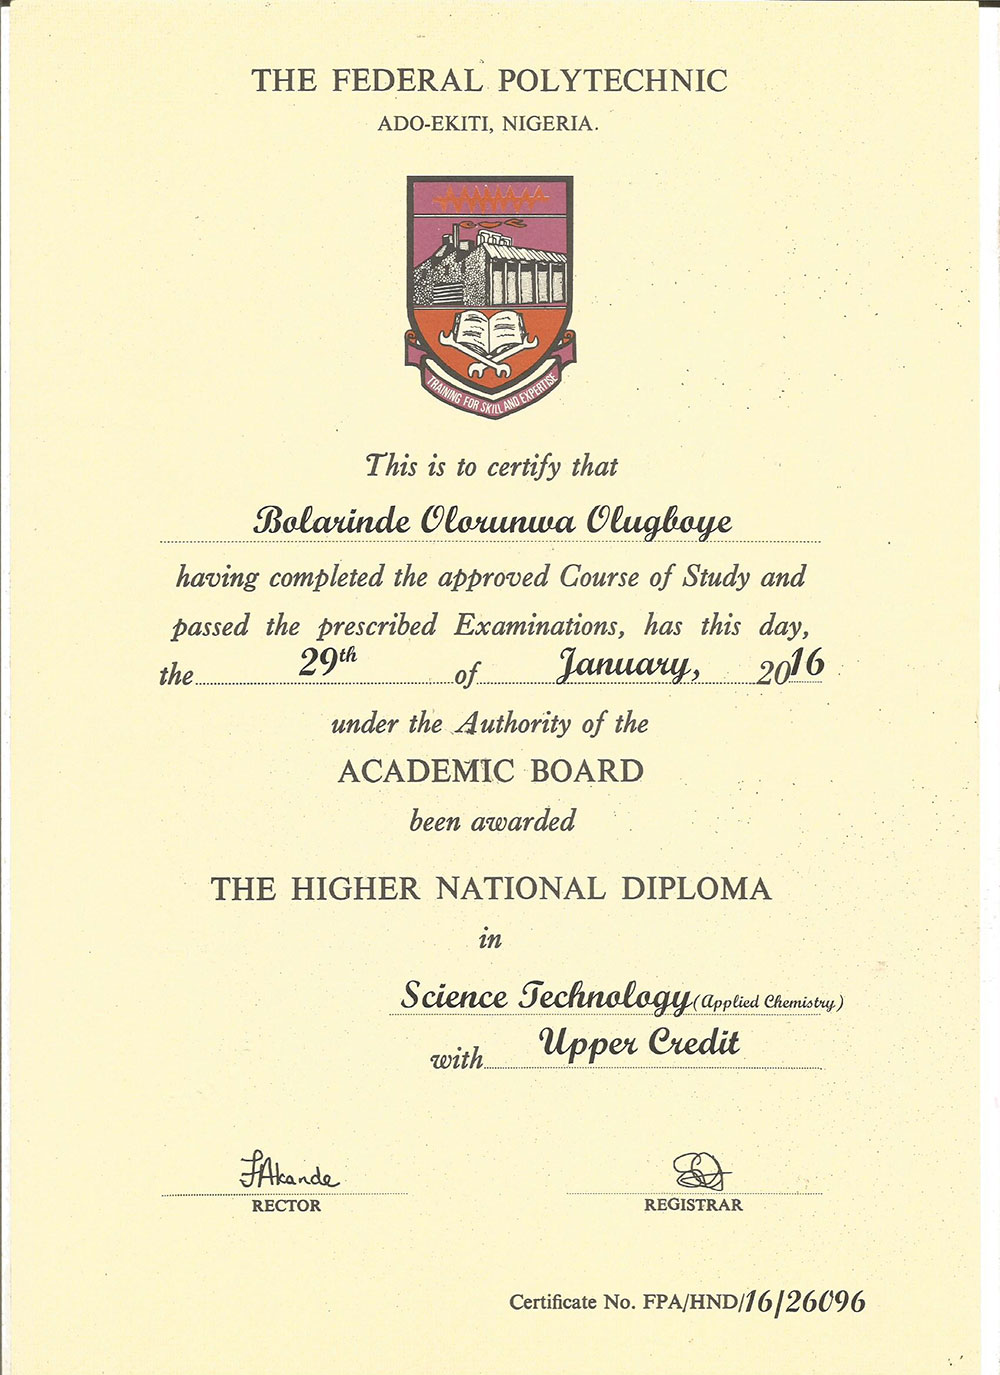 THE FEDERAL POLYTECHNIC
ADO-EKITI, NIGERIA.
TRAINING FOR SKILL AND EXPERTISE
This is to certify that
Bolarinde Olorunwa Olugboye
having completed the approved Course of Study and
passed the prescribed Examinations, has this day,
the 29th of January, 2016
under the Authority of the
ACADEMIC BOARD
been awarded
THE HIGHER NATIONAL DIPLOMA
in
Science Technology (Applied Chemistry)
with Upper Credit
FAkande
RECTOR
REGISTRAR
Certificate No. FPA/HND/16/26096